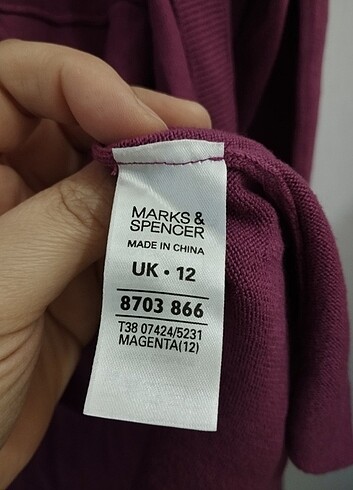 MARKS &
SPENCER
MADE IN CHINA
UK • 12
8703 866
T38 07424/5231
MAGENTA(12)